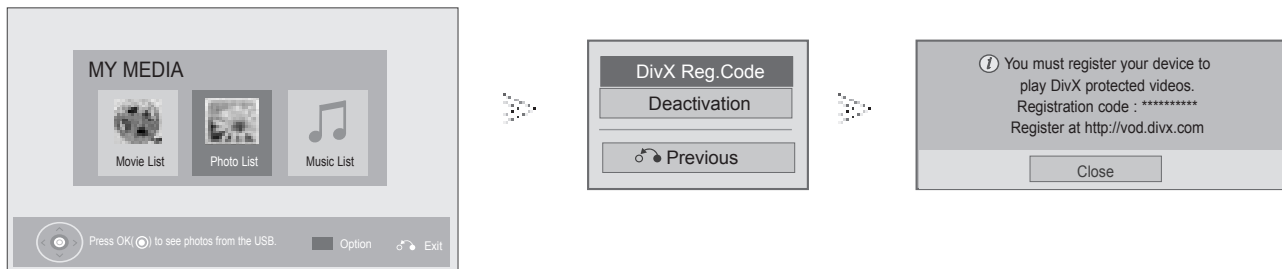 MY MEDIA
Movie List
Photo List
Music List
Press OK(◉) to see photos from the USB.
Option
Exit
DivX Reg.Code
Deactivation
Previous
i You must register your device to
play DivX protected videos.
Registration code : **********
Register at http://vod.divx.com
Close